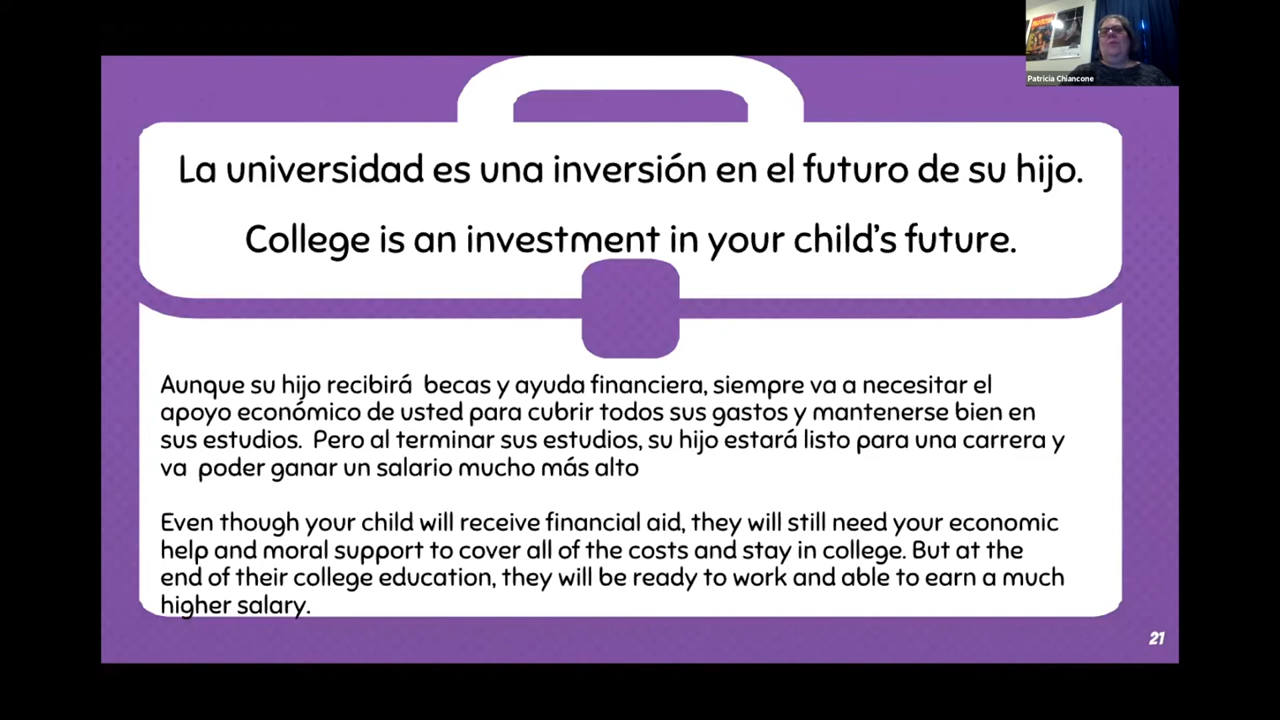 Patricia Chiancone
La universidad es una inversión en el futuro de su hijo.
College is an investment in your child's future.
Aunque su hijo recibirá becas y ayuda financiera, siempre va a necesitar el
apoyo económico de usted para cubrir todos sus gastos y mantenerse bien en
sus estudios. Pero al terminar sus estudios, su hijo estará listo para una carrera y
va poder ganar un salario mucho más alto
Even though your child will receive financial aid, they will still need your economic
help and moral support to cover all of the costs and stay in college. But at the
end of their college education, they will be ready to work and able to earn a much
higher salary.
21